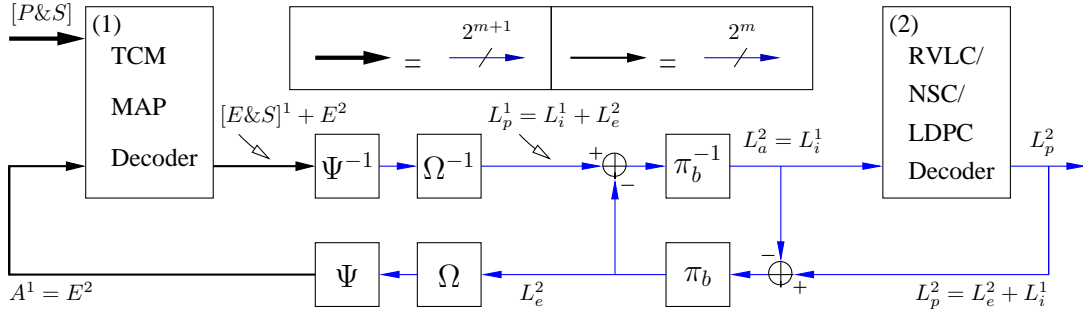 [P&S]
(1)
TCM
MAP
Decoder
= 2^{m+1}
= 2^m
(2)
RVLC/
NSC/
LDPC
Decoder
[E&S]^1 + E^2
Ψ^{-1}
Ω^{-1}
L_p^1 = L_i^1 + L_e^2
+
−
π_b^{-1}
L_a^2 = L_i^1
L_p^2
A^1 = E^2
Ψ
Ω
L_e^2
π_b
−
+
L_p^2 = L_e^2 + L_i^1